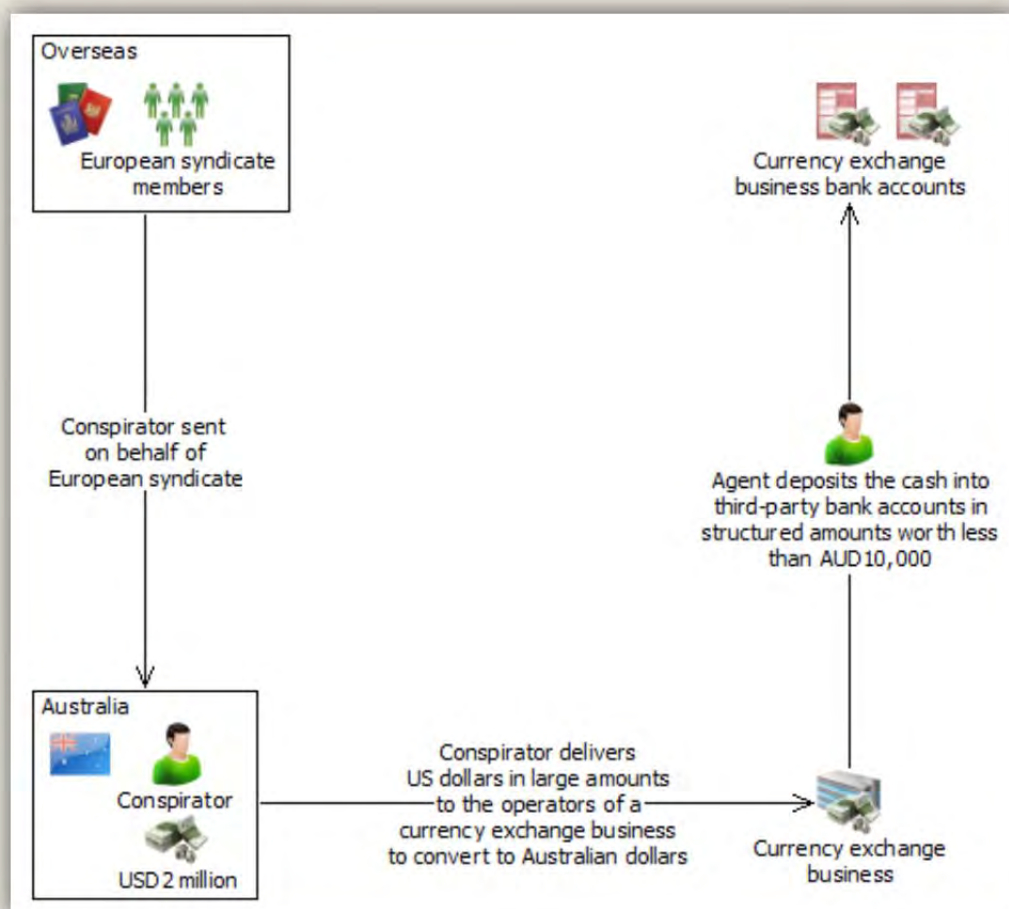 Overseas
European syndicate
members
Currency exchange
business bank accounts
Conspirator sent
on behalf of
European syndicate
Agent deposits the cash into
third-party bank accounts in
structured amounts worth less
than AUD10,000
Australia
Conspirator
USD2 million
Conspirator delivers
US dollars in large amounts
to the operators of a
currency exchange business
to convert to Australian dollars
Currency exchange
business